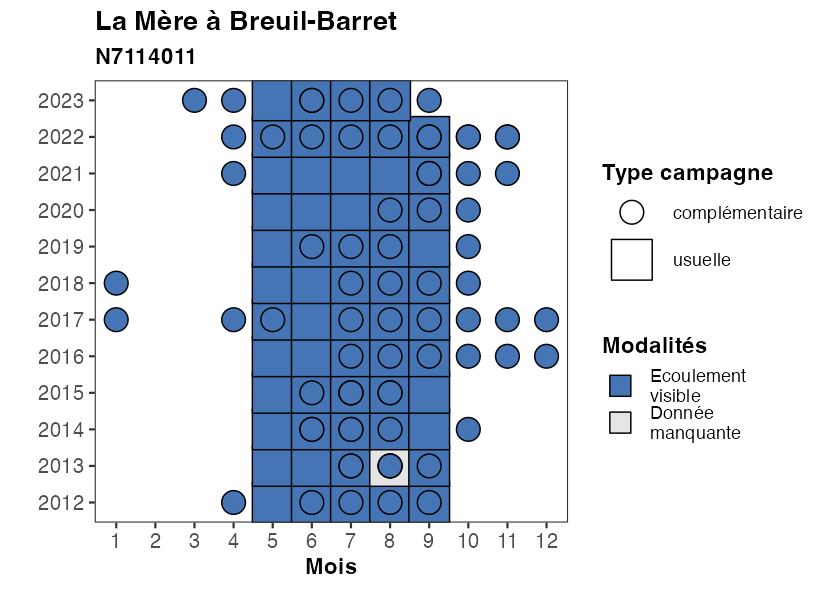 La Mère à Breuil-Barret
N7114011
2023
2022
2021
2020
2019
2018
2017
2016
2015
2014
2013
2012
1 2 3 4 5 6 7 8 9 10 11 12
Mois
Type campagne
complémentaire
usuelle
Modalités
Ecoulement
visible
Donnée
manquante